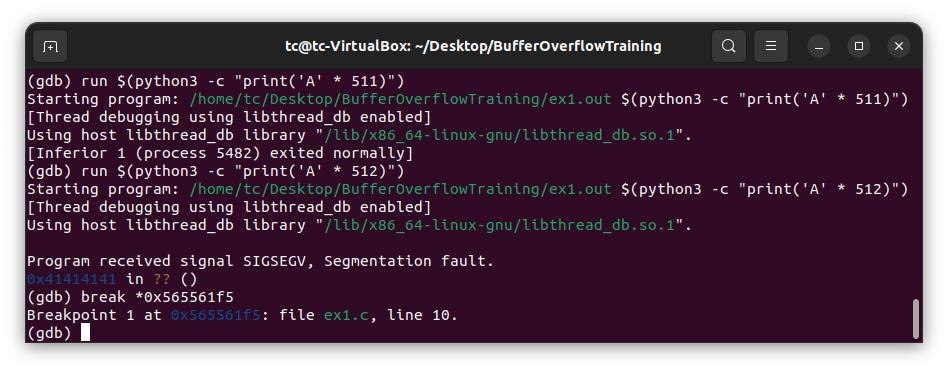 tc@tc-VirtualBox: ~/Desktop/BufferOverflowTraining
(gdb) run $(python3 -c "print('A' * 511)")
Starting program: /home/tc/Desktop/BufferOverflowTraining/ex1.out $(python3 -c "print('A' * 511)")
[Thread debugging using libthread_db enabled]
Using host libthread_db library "/lib/x86_64-linux-gnu/libthread_db.so.1".
[Inferior 1 (process 5482) exited normally]
(gdb) run $(python3 -c "print('A' * 512)")
Starting program: /home/tc/Desktop/BufferOverflowTraining/ex1.out $(python3 -c "print('A' * 512)")
[Thread debugging using libthread_db enabled]
Using host libthread_db library "/lib/x86_64-linux-gnu/libthread_db.so.1".
Program received signal SIGSEGV, Segmentation fault.
0x41414141 in ?? ()
(gdb) break *0x565561f5
Breakpoint 1 at 0x565561f5: file ex1.c, line 10.
(gdb)